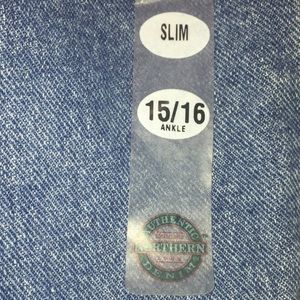 SLIM
15/16
ANKLE
AUTHENTIC
NORTHERN
DENIM